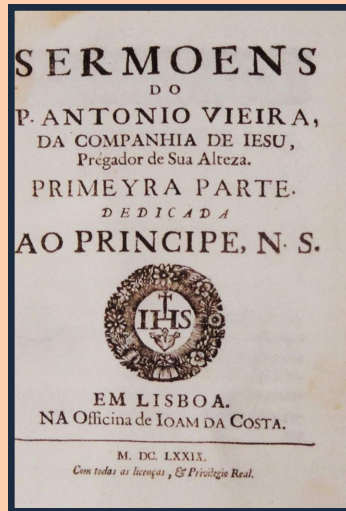 SERMOENS
DO
P. ANTONIO VIEIRA,
DA COMPANHIA DE IESU,
Prégador de Sua Alteza.
PRIMEYRA PARTE.
DEDICADA
AO PRINCIPE, N. S.
IHS
EM LISBOA.
NA Officina de IOAM DA COSTA.
M. DC. LXXIX.
Com todas as licenças, & Privilegio Real.